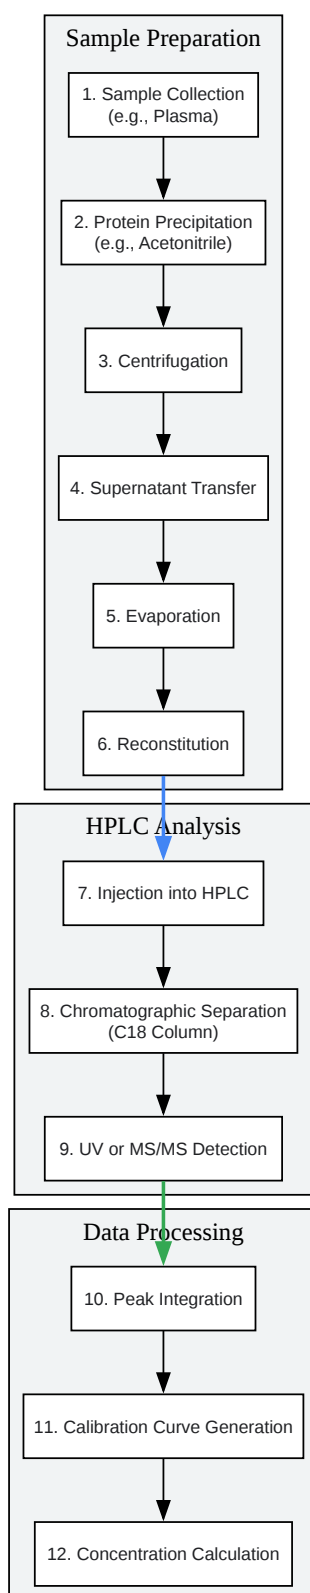 Sample Preparation
1. Sample Collection
(e.g., Plasma)
2. Protein Precipitation
(e.g., Acetonitrile)
3. Centrifugation
4. Supernatant Transfer
5. Evaporation
6. Reconstitution
HPLC Analysis
7. Injection into HPLC
8. Chromatographic Separation
(C18 Column)
9. UV or MS/MS Detection
Data Processing
10. Peak Integration
11. Calibration Curve Generation
12. Concentration Calculation